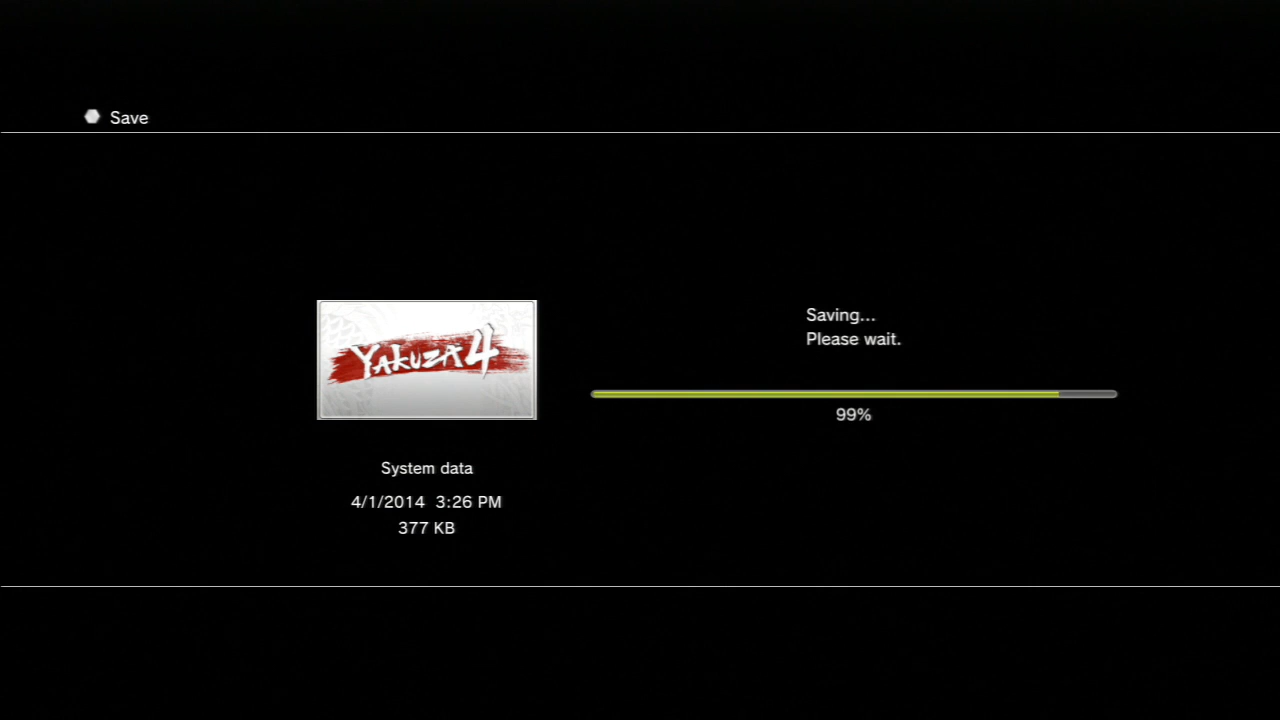 Save
YAKUZA 4
Saving...
Please wait.
99%
System data
4/1/2014 3:26 PM
377 KB